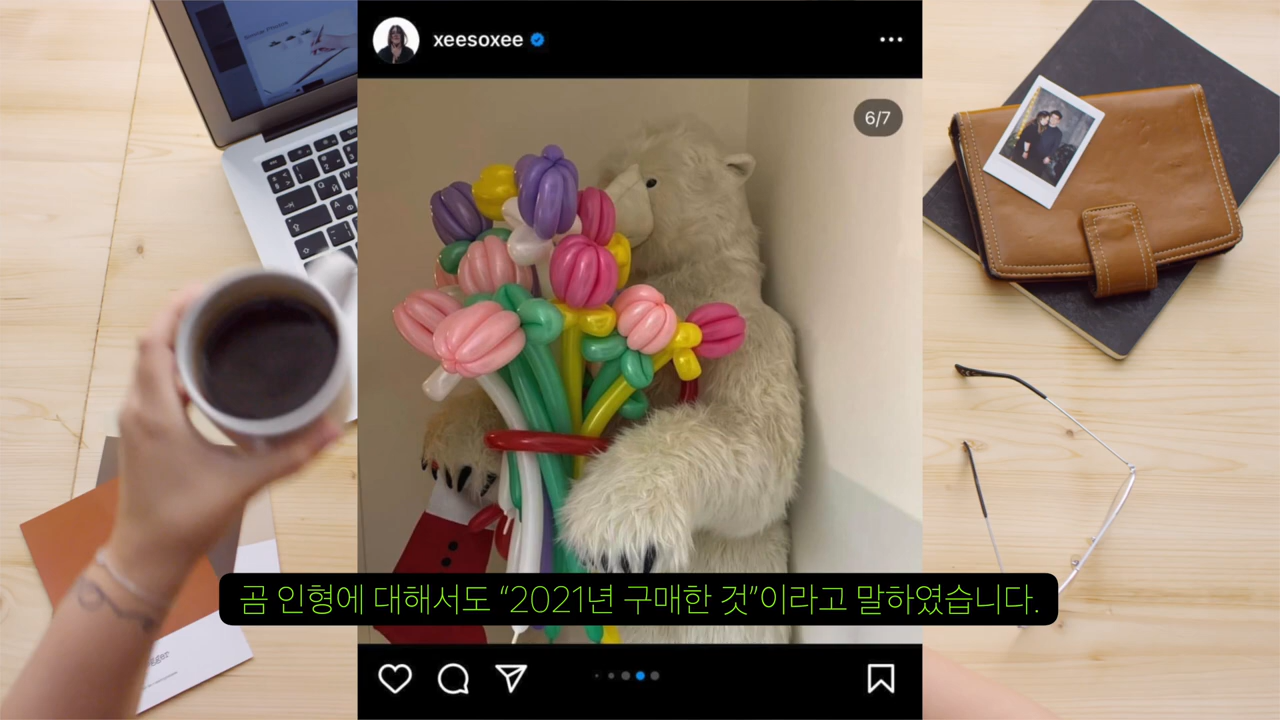 xeesoxee
6/7
곰 인형에 대해서도 “2021년 구매한 것”이라고 말하였습니다.